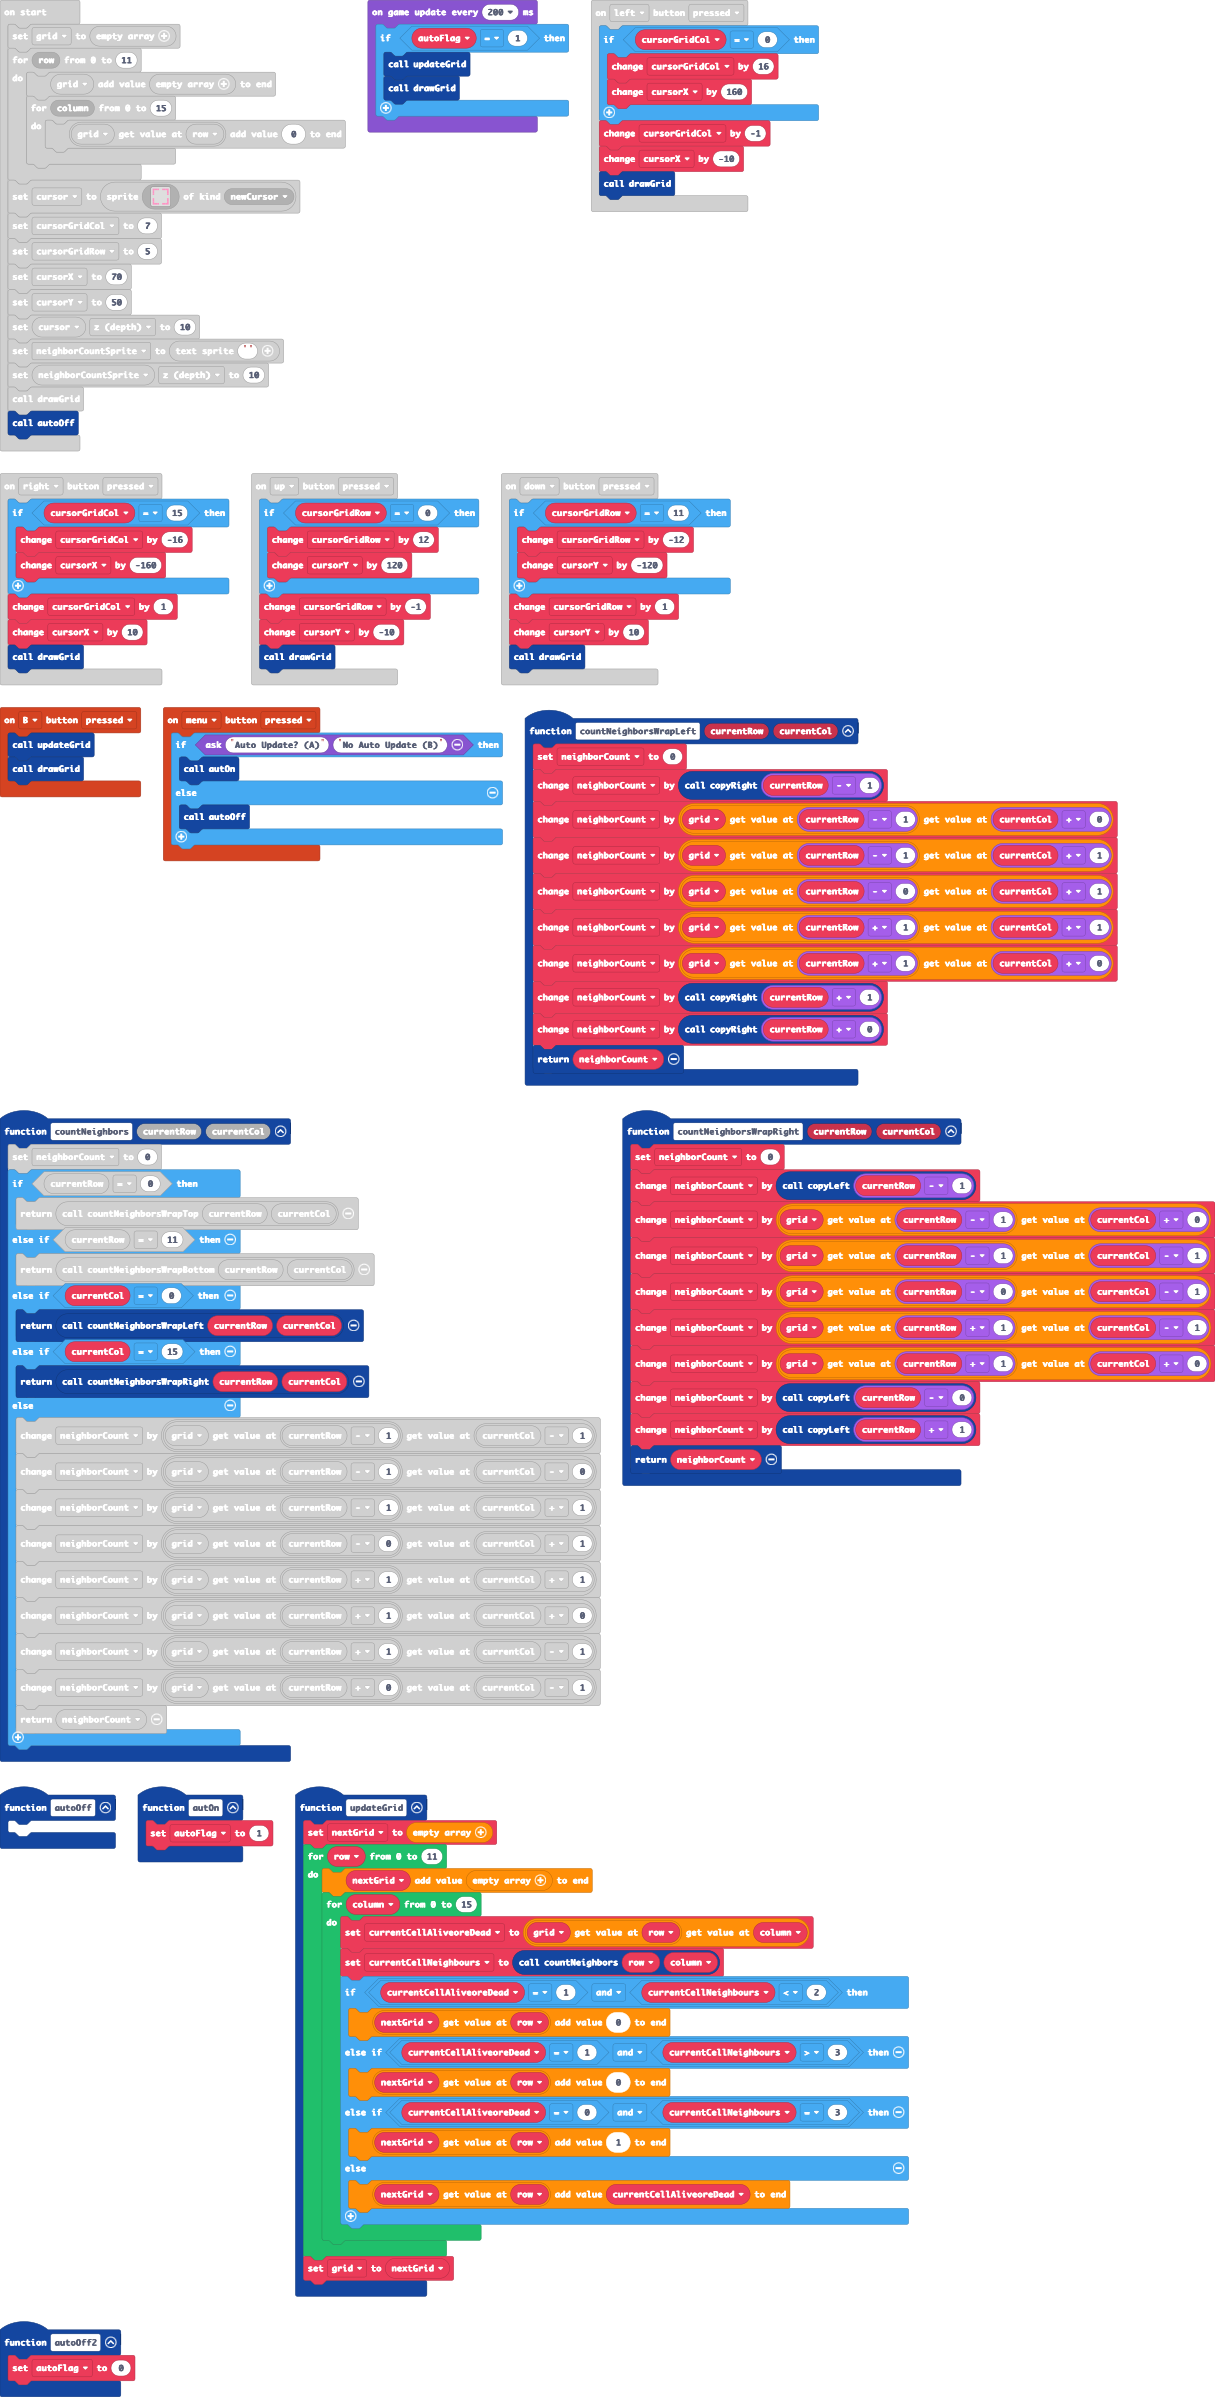 on start
set grid to empty array
for row from 0 to 11
do grid add value empty array to end
for column from 0 to 15
do grid get value at row add value 0 to end
set cursor to sprite of kind newCursor
set cursorGridCol to 7
set cursorGridRow to 5
set cursorX to 70
set cursorY to 50
set cursor z (depth) to 10
set neighborCountSprite to text sprite " "
set neighborCountSprite z (depth) to 10
call drawGrid
call autoOff
on game update every 200 ms
if autoFlag = 1 then
call updateGrid
call drawGrid
on left button pressed
if cursorGridCol = 0 then
change cursorGridCol by 16
change cursorX by 160
change cursorGridCol by -1
change cursorX by -10
call drawGrid
on right button pressed
if cursorGridCol = 15 then
change cursorGridCol by -16
change cursorX by -160
change cursorGridCol by 1
change cursorX by 10
call drawGrid
on up button pressed
if cursorGridRow = 0 then
change cursorGridRow by 12
change cursorY by 120
change cursorGridRow by -1
change cursorY by -10
call drawGrid
on down button pressed
if cursorGridRow = 11 then
change cursorGridRow by -12
change cursorY by -120
change cursorGridRow by 1
change cursorY by 10
call drawGrid
on B button pressed
call updateGrid
call drawGrid
on menu button pressed
if ask "Auto Update? (A)" "No Auto Update (B)" then
call autOn
else
call autoOff
function countNeighborsWrapLeft currentRow currentCol
set neighborCount to 0
change neighborCount by call copyRight currentRow - 1
change neighborCount by grid get value at currentRow - 1 get value at currentCol + 0
change neighborCount by grid get value at currentRow - 1 get value at currentCol + 1
change neighborCount by grid get value at currentRow - 0 get value at currentCol + 1
change neighborCount by grid get value at currentRow + 1 get value at currentCol + 1
change neighborCount by grid get value at currentRow + 1 get value at currentCol + 0
change neighborCount by call copyRight currentRow + 1
change neighborCount by call copyRight currentRow + 0
return neighborCount
function countNeighbors currentRow currentCol
set neighborCount to 0
if currentRow = 0 then
return call countNeighborsWrapTop currentRow currentCol
else if currentRow = 11 then
return call countNeighborsWrapBottom currentRow currentCol
else if currentCol = 0 then
return call countNeighborsWrapLeft currentRow currentCol
else if currentCol = 15 then
return call countNeighborsWrapRight currentRow currentCol
else
change neighborCount by grid get value at currentRow - 1 get value at currentCol - 1
change neighborCount by grid get value at currentRow - 1 get value at currentCol - 0
change neighborCount by grid get value at currentRow - 1 get value at currentCol + 1
change neighborCount by grid get value at currentRow - 0 get value at currentCol + 1
change neighborCount by grid get value at currentRow + 1 get value at currentCol + 1
change neighborCount by grid get value at currentRow + 1 get value at currentCol + 0
change neighborCount by grid get value at currentRow + 1 get value at currentCol - 1
change neighborCount by grid get value at currentRow + 0 get value at currentCol - 1
return neighborCount
function countNeighborsWrapRight currentRow currentCol
set neighborCount to 0
change neighborCount by call copyLeft currentRow - 1
change neighborCount by grid get value at currentRow - 1 get value at currentCol + 0
change neighborCount by grid get value at currentRow - 1 get value at currentCol - 1
change neighborCount by grid get value at currentRow - 0 get value at currentCol - 1
change neighborCount by grid get value at currentRow + 1 get value at currentCol - 1
change neighborCount by grid get value at currentRow + 1 get value at currentCol + 0
change neighborCount by call copyLeft currentRow - 0
change neighborCount by call copyLeft currentRow + 1
return neighborCount
function autoOff
function autOn
set autoFlag to 1
function updateGrid
set nextGrid to empty array
for row from 0 to 11
do nextGrid add value empty array to end
for column from 0 to 15
do set currentCellAliveoreDead to grid get value at row get value at column
set currentCellNeighbours to call countNeighbors row column
if currentCellAliveoreDead = 1 and currentCellNeighbours < 2 then
nextGrid get value at row add value 0 to end
else if currentCellAliveoreDead = 1 and currentCellNeighbours > 3 then
nextGrid get value at row add value 0 to end
else if currentCellAliveoreDead = 0 and currentCellNeighbours = 3 then
nextGrid get value at row add value 1 to end
else
nextGrid get value at row add value currentCellAliveoreDead to end
set grid to nextGrid
function autoOff2
set autoFlag to 0